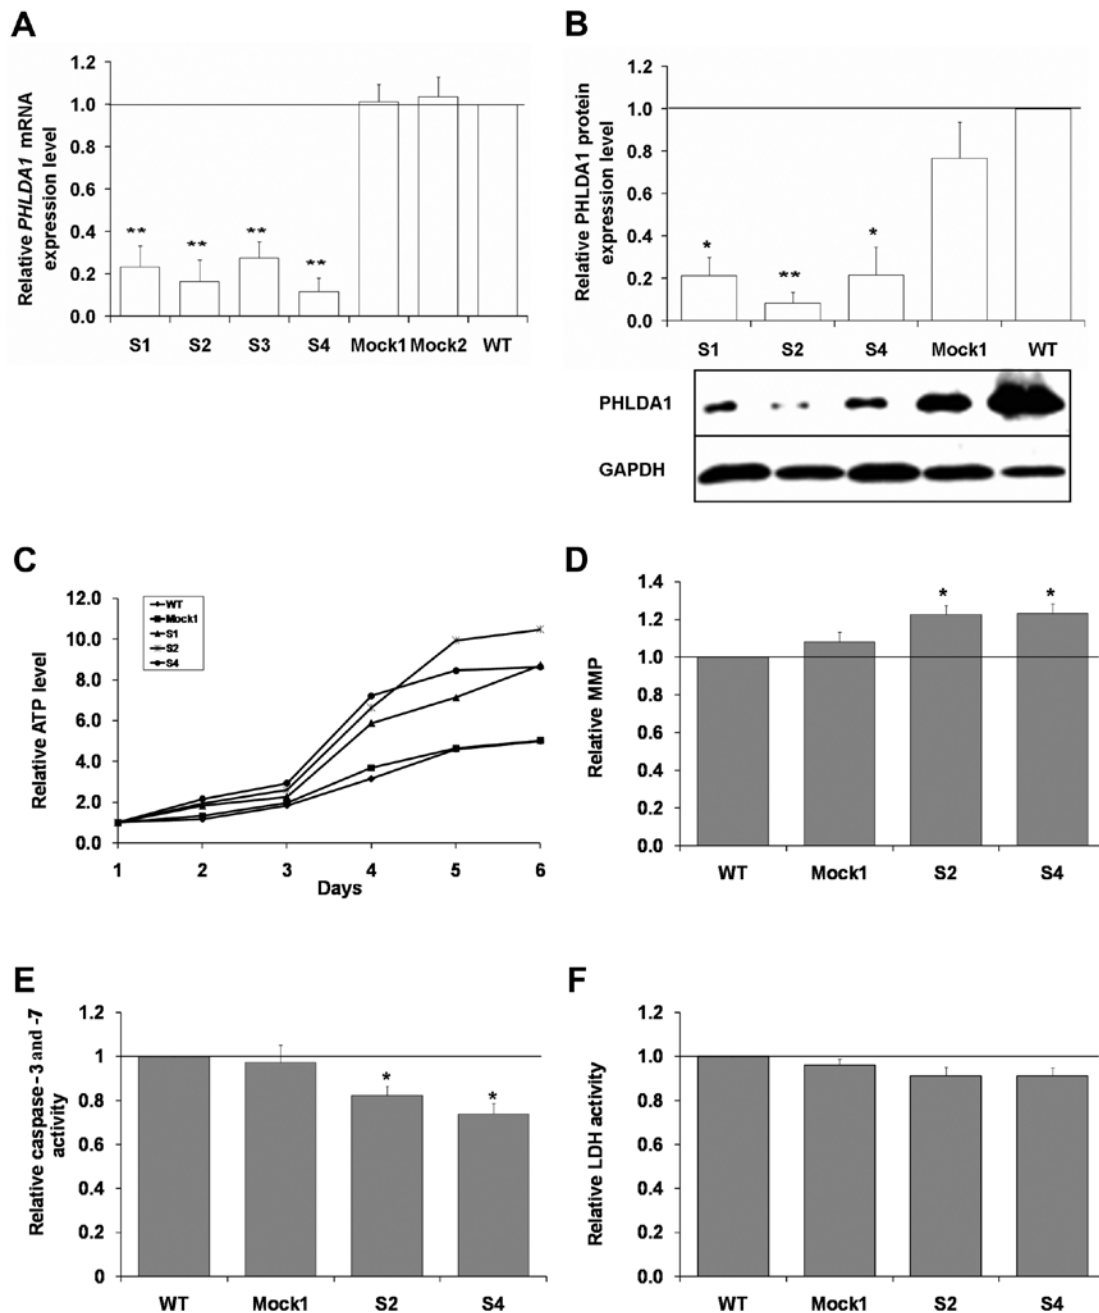 A
Relative PHLDA1 mRNA
expression level
1.2
1.0
0.8
0.6
0.4
0.2
0.0
** ** ** **
S1 S2 S3 S4 Mock1 Mock2 WT
B
Relative PHLDA1 protein
expression level
1.2
1.0
0.8
0.6
0.4
0.2
0.0
* ** *
S1 S2 S4 Mock1 WT
PHLDA1
GAPDH
C
Relative ATP level
12.0
10.0
8.0
6.0
4.0
2.0
0.0
WT
Mock1
S1
S2
S4
1 2 3 4 5 6
Days
D
Relative MMP
1.4
1.2
1.0
0.8
0.6
0.4
0.2
0.0
* *
WT Mock1 S2 S4
E
Relative caspase-3 and -7
activity
1.2
1
0.8
0.6
0.4
0.2
0
* *
WT Mock1 S2 S4
F
Relative LDH activity
1.2
1.0
0.8
0.6
0.4
0.2
0
WT Mock1 S2 S4